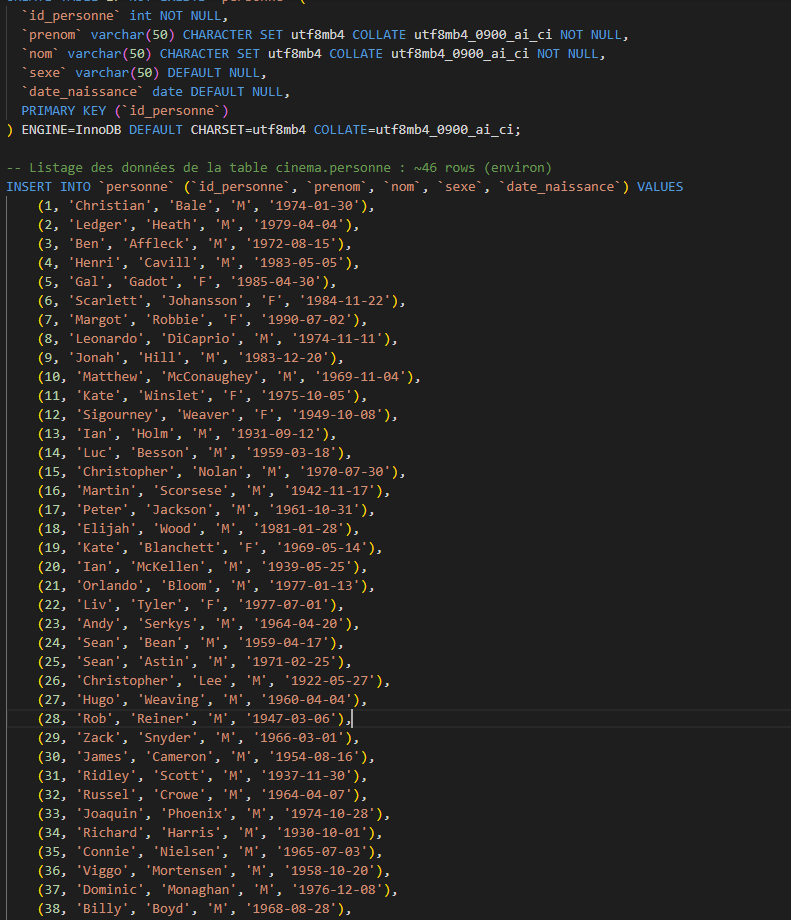 `id_personne` int NOT NULL,
`prenom` varchar(50) CHARACTER SET utf8mb4 COLLATE utf8mb4_0900_ai_ci NOT NULL,
`nom` varchar(50) CHARACTER SET utf8mb4 COLLATE utf8mb4_0900_ai_ci NOT NULL,
`sexe` varchar(50) DEFAULT NULL,
`date_naissance` date DEFAULT NULL,
PRIMARY KEY (`id_personne`)
) ENGINE=InnoDB DEFAULT CHARSET=utf8mb4 COLLATE=utf8mb4_0900_ai_ci;
-- Listage des données de la table cinema.personne : ~46 rows (environ)
INSERT INTO `personne` (`id_personne`, `prenom`, `nom`, `sexe`, `date_naissance`) VALUES
(1, 'Christian', 'Bale', 'M', '1974-01-30'),
(2, 'Ledger', 'Heath', 'M', '1979-04-04'),
(3, 'Ben', 'Affleck', 'M', '1972-08-15'),
(4, 'Henri', 'Cavill', 'M', '1983-05-05'),
(5, 'Gal', 'Gadot', 'F', '1985-04-30'),
(6, 'Scarlett', 'Johansson', 'F', '1984-11-22'),
(7, 'Margot', 'Robbie', 'F', '1990-07-02'),
(8, 'Leonardo', 'DiCaprio', 'M', '1974-11-11'),
(9, 'Jonah', 'Hill', 'M', '1983-12-20'),
(10, 'Matthew', 'McConaughey', 'M', '1969-11-04'),
(11, 'Kate', 'Winslet', 'F', '1975-10-05'),
(12, 'Sigourney', 'Weaver', 'F', '1949-10-08'),
(13, 'Ian', 'Holm', 'M', '1931-09-12'),
(14, 'Luc', 'Besson', 'M', '1959-03-18'),
(15, 'Christopher', 'Nolan', 'M', '1970-07-30'),
(16, 'Martin', 'Scorsese', 'M', '1942-11-17'),
(17, 'Peter', 'Jackson', 'M', '1961-10-31'),
(18, 'Elijah', 'Wood', 'M', '1981-01-28'),
(19, 'Kate', 'Blanchett', 'F', '1969-05-14'),
(20, 'Ian', 'McKellen', 'M', '1939-05-25'),
(21, 'Orlando', 'Bloom', 'M', '1977-01-13'),
(22, 'Liv', 'Tyler', 'F', '1977-07-01'),
(23, 'Andy', 'Serkys', 'M', '1964-04-20'),
(24, 'Sean', 'Bean', 'M', '1959-04-17'),
(25, 'Sean', 'Astin', 'M', '1971-02-25'),
(26, 'Christopher', 'Lee', 'M', '1922-05-27'),
(27, 'Hugo', 'Weaving', 'M', '1960-04-04'),
(28, 'Rob', 'Reiner', 'M', '1947-03-06'),
(29, 'Zack', 'Snyder', 'M', '1966-03-01'),
(30, 'James', 'Cameron', 'M', '1954-08-16'),
(31, 'Ridley', 'Scott', 'M', '1937-11-30'),
(32, 'Russel', 'Crowe', 'M', '1964-04-07'),
(33, 'Joaquin', 'Phoenix', 'M', '1974-10-28'),
(34, 'Richard', 'Harris', 'M', '1930-10-01'),
(35, 'Connie', 'Nielsen', 'M', '1965-07-03'),
(36, 'Viggo', 'Mortensen', 'M', '1958-10-20'),
(37, 'Dominic', 'Monaghan', 'M', '1976-12-08'),
(38, 'Billy', 'Boyd', 'M', '1968-08-28'),